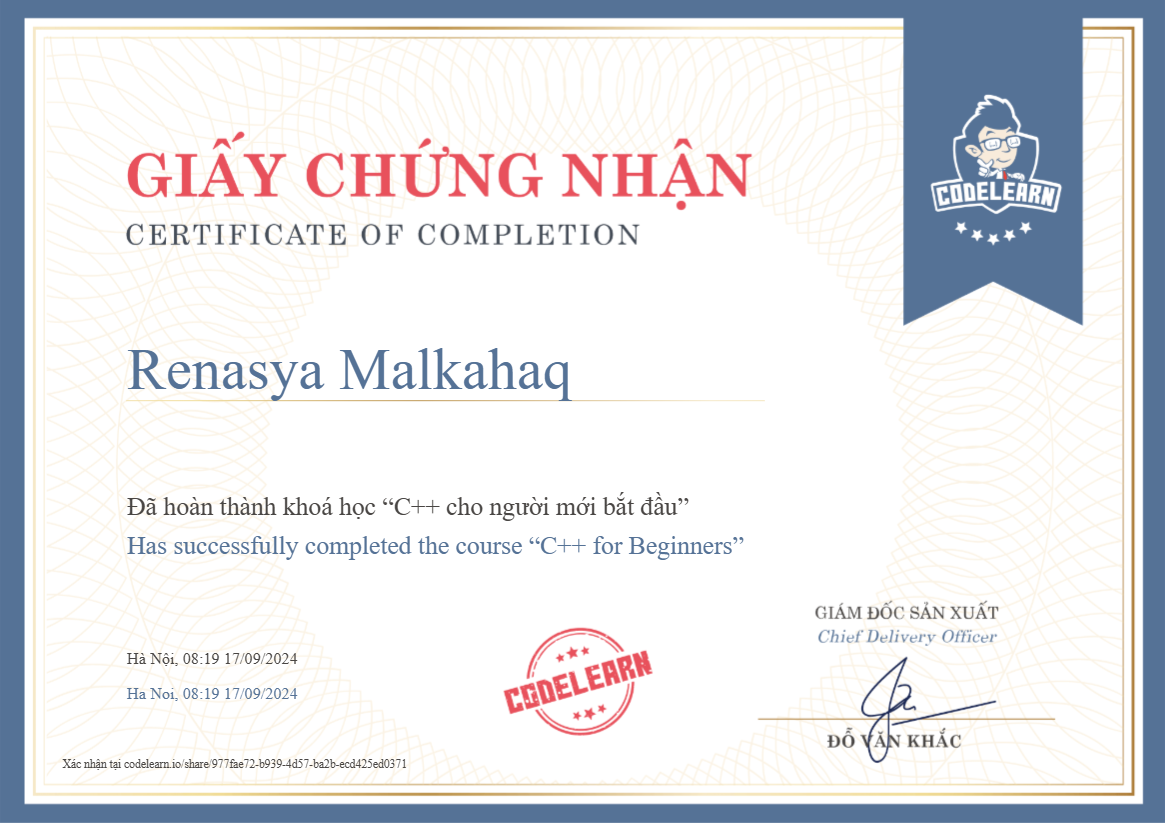 CODELEARN
GIẤY CHỨNG NHẬN
CERTIFICATE OF COMPLETION
Renasya Malkahaq
Đã hoàn thành khoá học “C++ cho người mới bắt đầu”
Has successfully completed the course “C++ for Beginners”
GIÁM ĐỐC SẢN XUẤT
Chief Delivery Officer
Hà Nội, 08:19 17/09/2024
Ha Noi, 08:19 17/09/2024
CODELEARN
ĐỖ VĂN KHẮC
Xác nhận tại codelearn.io/share/977fae72-b939-4d57-ba2b-ecd425ed0371